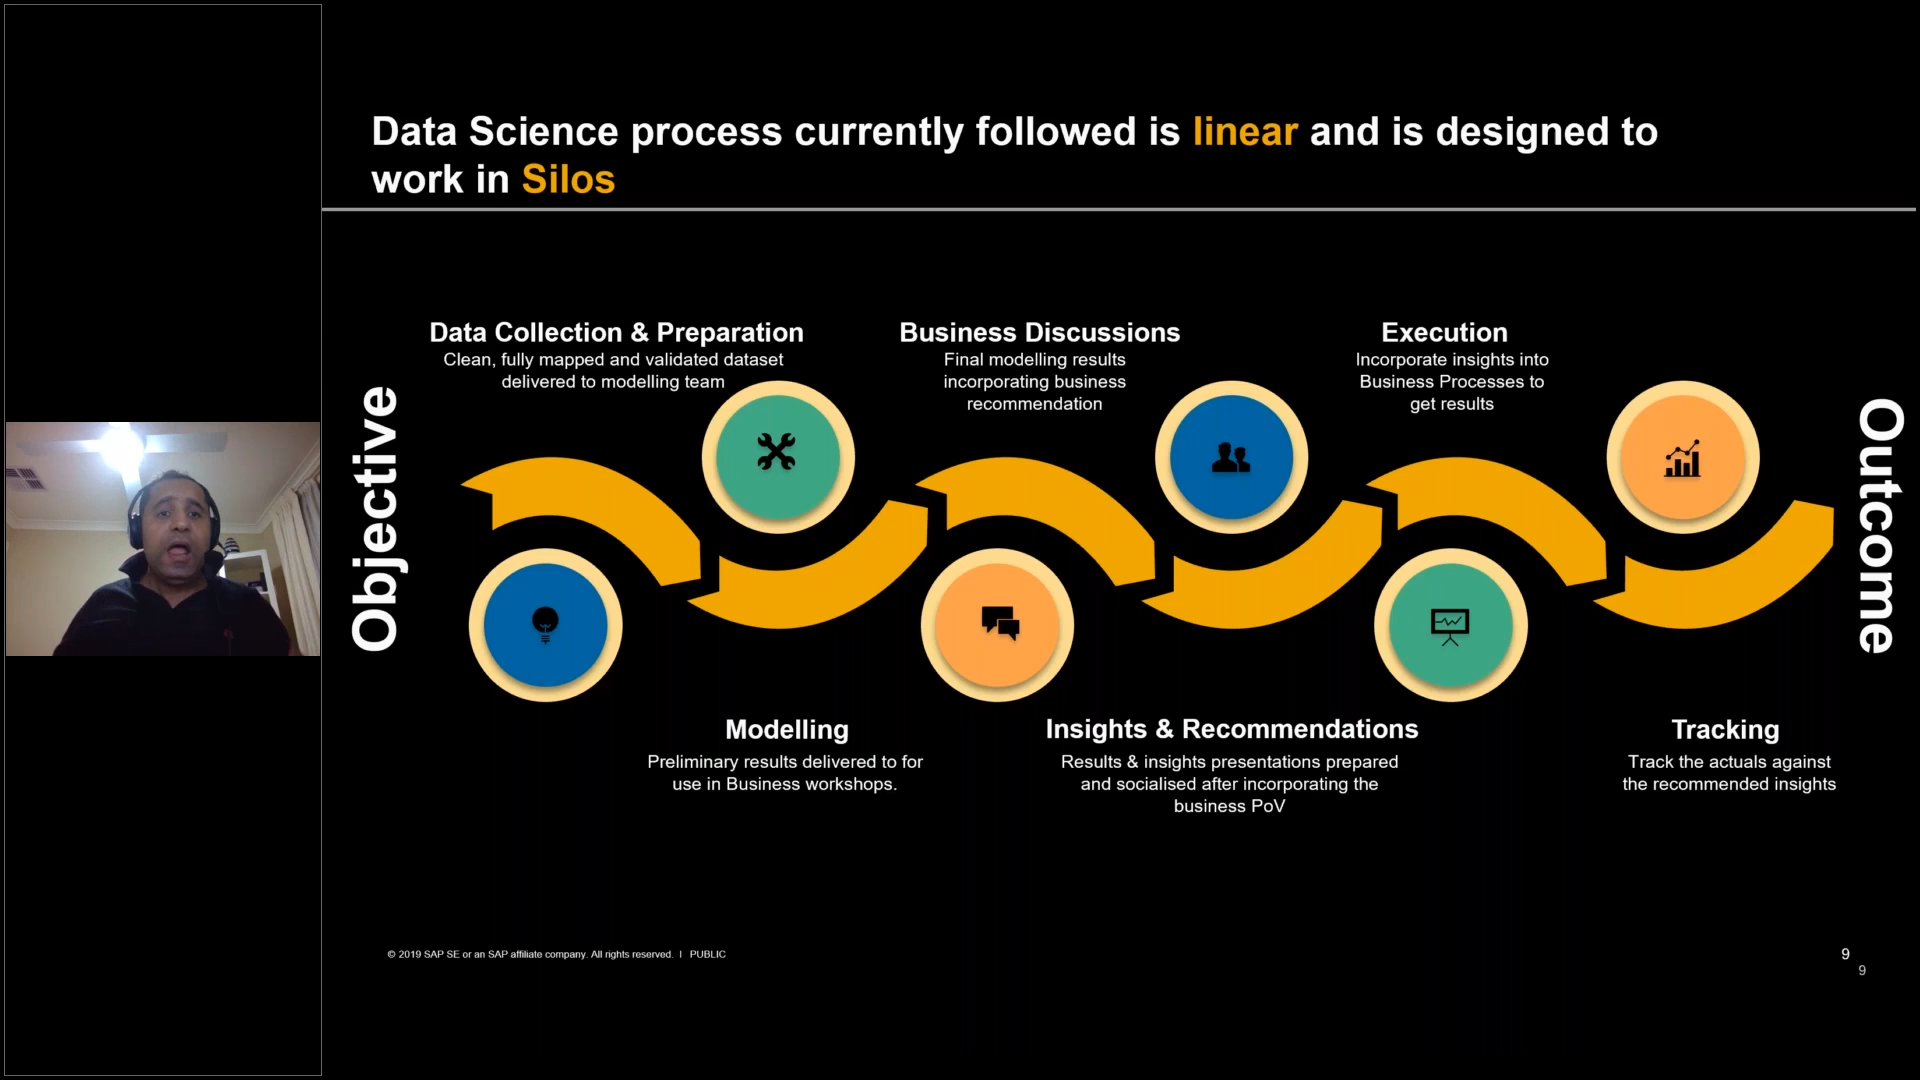 Data Science process currently followed is linear and is designed to
work in Silos
Objective
Data Collection & Preparation
Clean, fully mapped and validated dataset
delivered to modelling team
Business Discussions
Final modelling results
incorporating business
recommendation
Execution
Incorporate insights into
Business Processes to
get results
Outcome
Modelling
Preliminary results delivered to for
use in Business workshops.
Insights & Recommendations
Results & insights presentations prepared
and socialised after incorporating the
business PoV
Tracking
Track the actuals against
the recommended insights
© 2019 SAP SE or an SAP affiliate company. All rights reserved. I PUBLIC
9
9